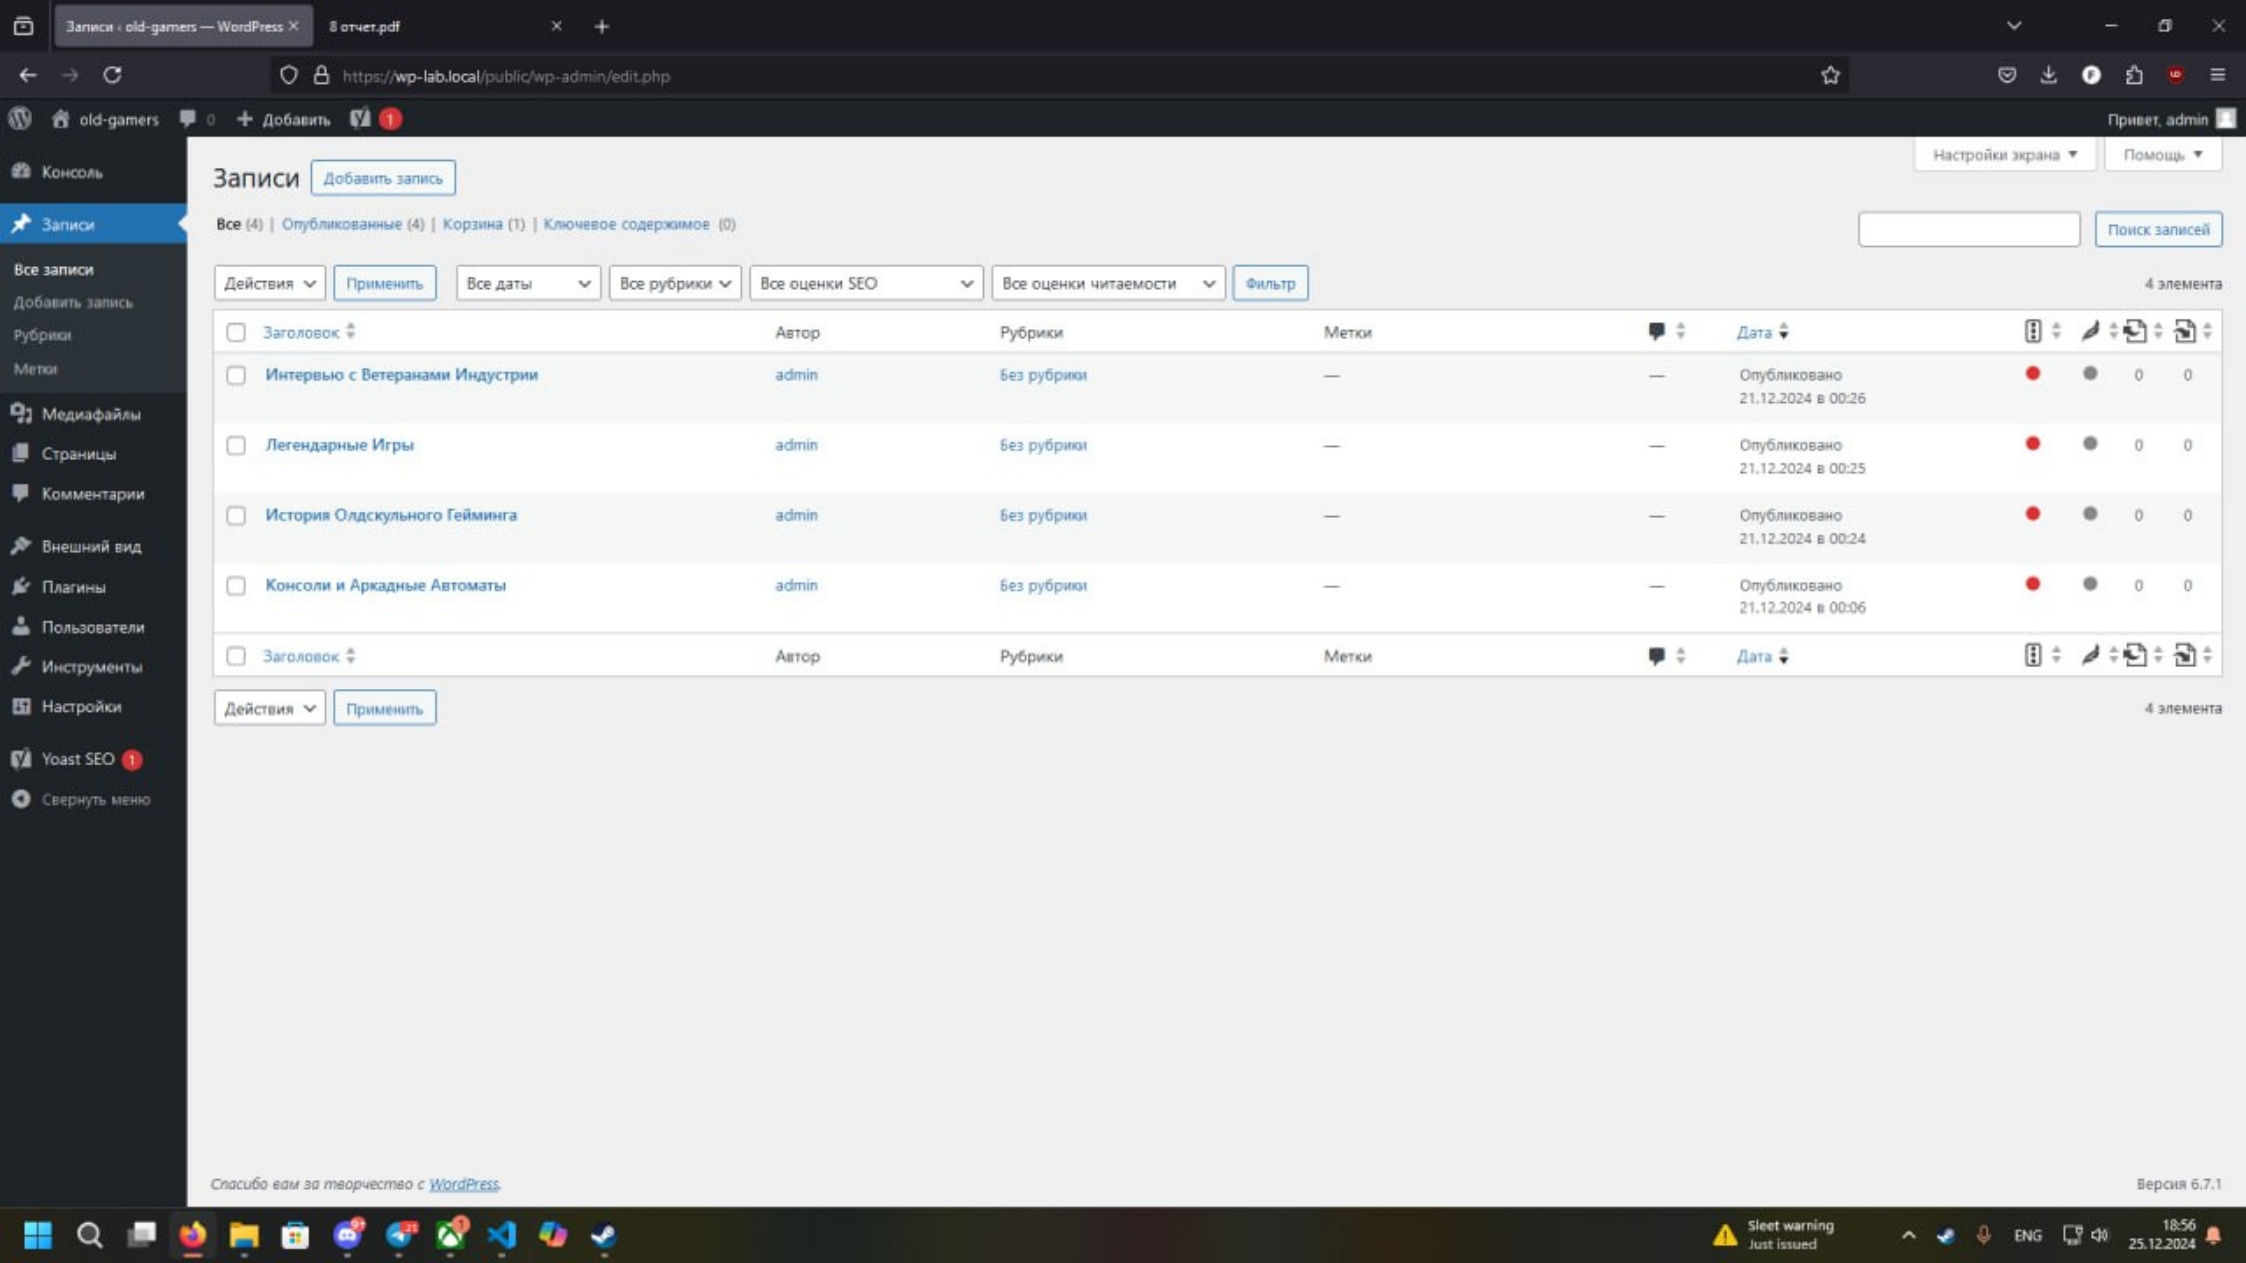 Записи ‹ old-gamers — WordPress
8 отчет.pdf
https://wp-lab.local/public/wp-admin/edit.php
old-gamers 0 Добавить 1
Привет, admin
Консоль
Записи
Все записи
Добавить запись
Рубрики
Метки
Медиафайлы
Страницы
Комментарии
Внешний вид
Плагины
Пользователи
Инструменты
Настройки
Yoast SEO 1
Свернуть меню
Настройки экрана Помощь
Записи Добавить запись
Все (4) | Опубликованные (4) | Корзина (1) | Ключевое содержимое (0)
Поиск записей
Действия Применить Все даты Все рубрики Все оценки SEO Все оценки читаемости Фильтр 4 элемента
Заголовок Автор Рубрики Метки Дата
Интервью с Ветеранами Индустрии admin Без рубрики — — Опубликовано 0 0
21.12.2024 в 00:26
Легендарные Игры admin Без рубрики — — Опубликовано 0 0
21.12.2024 в 00:25
История Олдскульного Гейминга admin Без рубрики — — Опубликовано 0 0
21.12.2024 в 00:24
Консоли и Аркадные Автоматы admin Без рубрики — — Опубликовано 0 0
21.12.2024 в 00:06
Заголовок Автор Рубрики Метки Дата
Действия Применить 4 элемента
Спасибо вам за творчество с WordPress.
Версия 6.7.1
Sleet warning
Just issued
ENG
18:56
25.12.2024